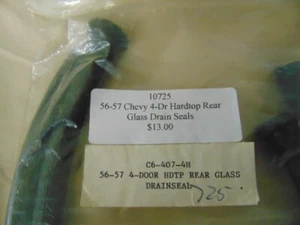 10725
56-57 Chevy 4-Dr Hardtop Rear
Glass Drain Seals
$13.00
C6-407-4H
56-57 4-DOOR HDTP REAR GLASS
DRAINSEAL
725